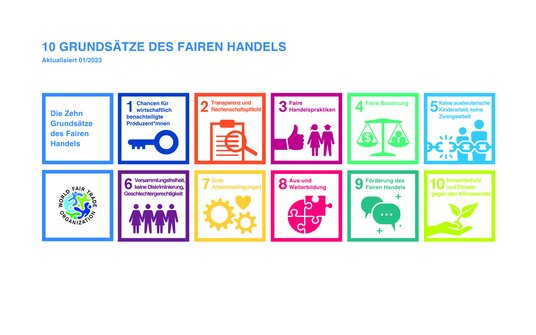 10 GRUNDSÄTZE DES FAIREN HANDELS
Aktualisiert 01/2023
Die Zehn
Grundsätze
des Fairen
Handels
1 Chancen für
wirtschaftlich
benachteiligte
Produzent*innen
2 Transparenz und
Rechenschaftspflicht
3 Faire
Handelspraktiken
4 Faire Bezahlung
5 Keine ausbeuterische
Kinderarbeit, keine
Zwangsarbeit
WORLD FAIR TRADE
ORGANIZATION
6 Versammlungsfreiheit,
keine Diskriminierung,
Geschlechtergerechtigkeit
7 Gute
Arbeitsbedingungen
8 Aus-und
Weiterbildung
9 Förderung des
Fairen Handels
10 Umweltschutz
und Einsatz
gegen den Klimawandel